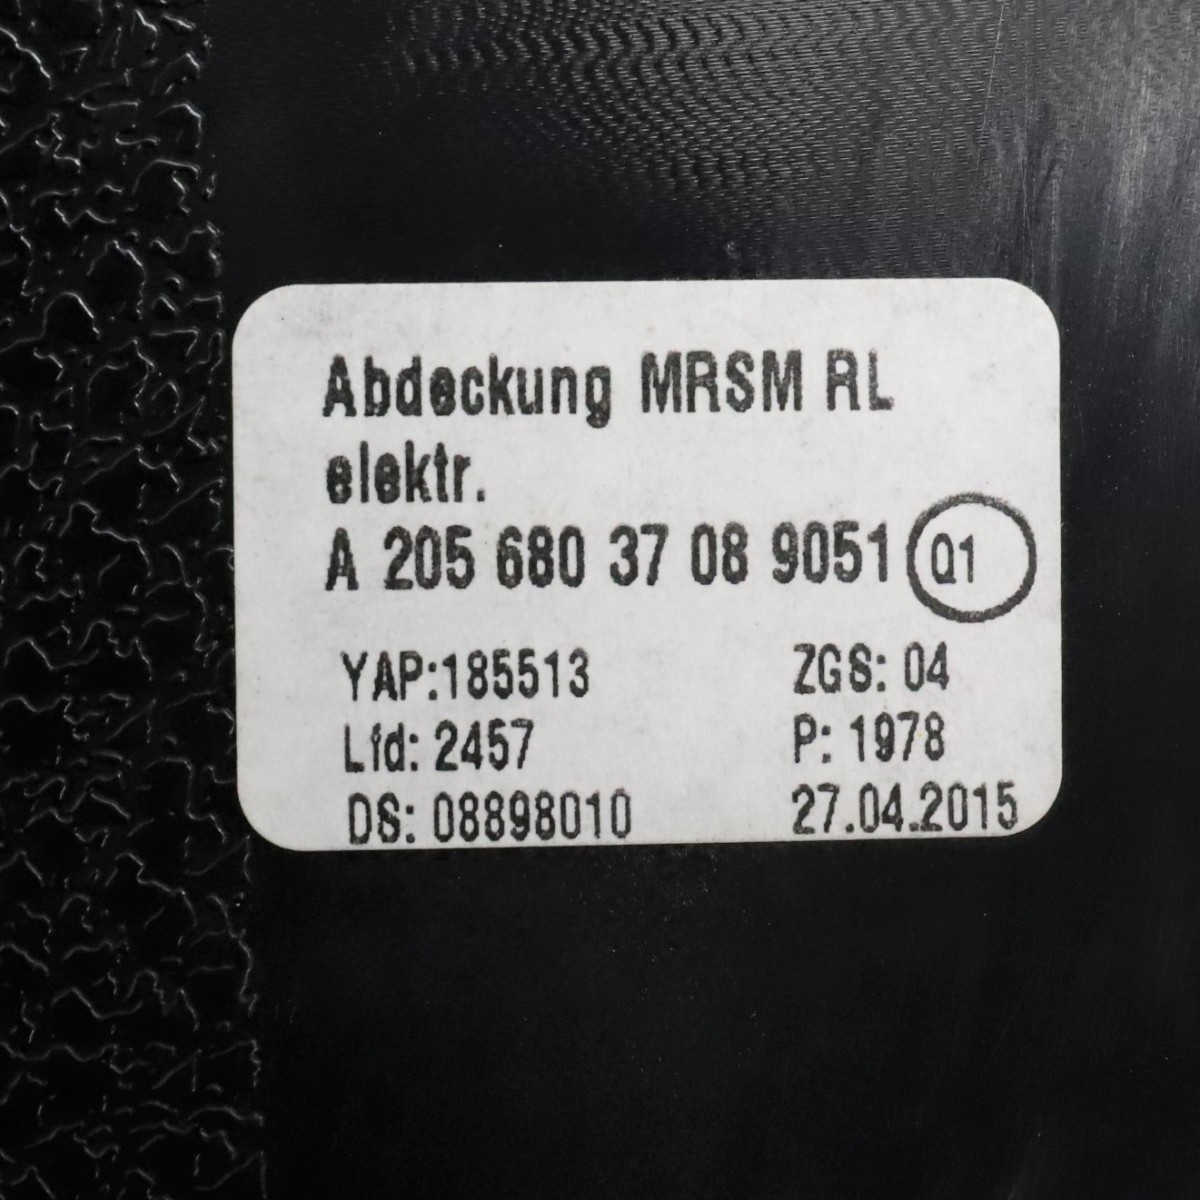 Abdeckung MRSM RL
elektr.
A 205 680 37 08 9051 Q1
YAP:185513 ZGS: 04
Lfd: 2457 P: 1978
DS: 08898010 27.04.2015